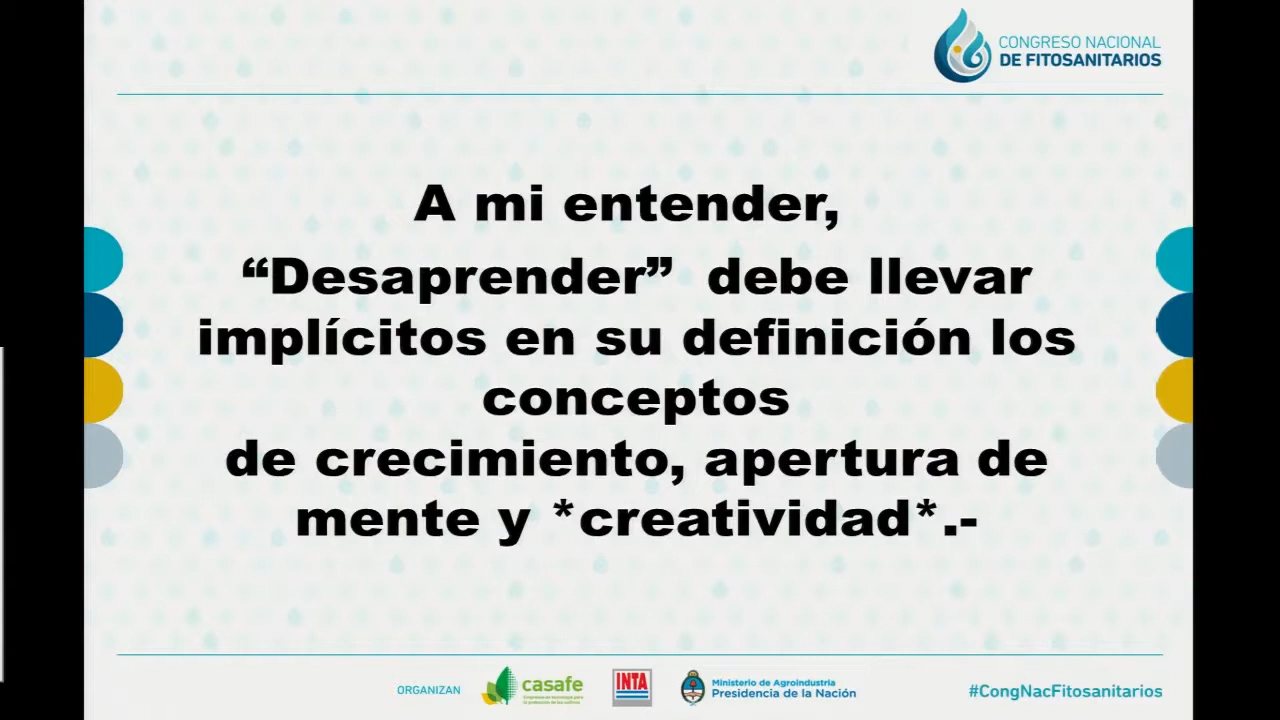 CONGRESO NACIONAL
DE FITOSANITARIOS
A mi entender,
“Desaprender” debe llevar
implícitos en su definición los
conceptos
de crecimiento, apertura de
mente y *creatividad*.-
ORGANIZAN
casafe
INTA
Ministerio de Agroindustria
Presidencia de la Nación
#CongNacFitosanitarios